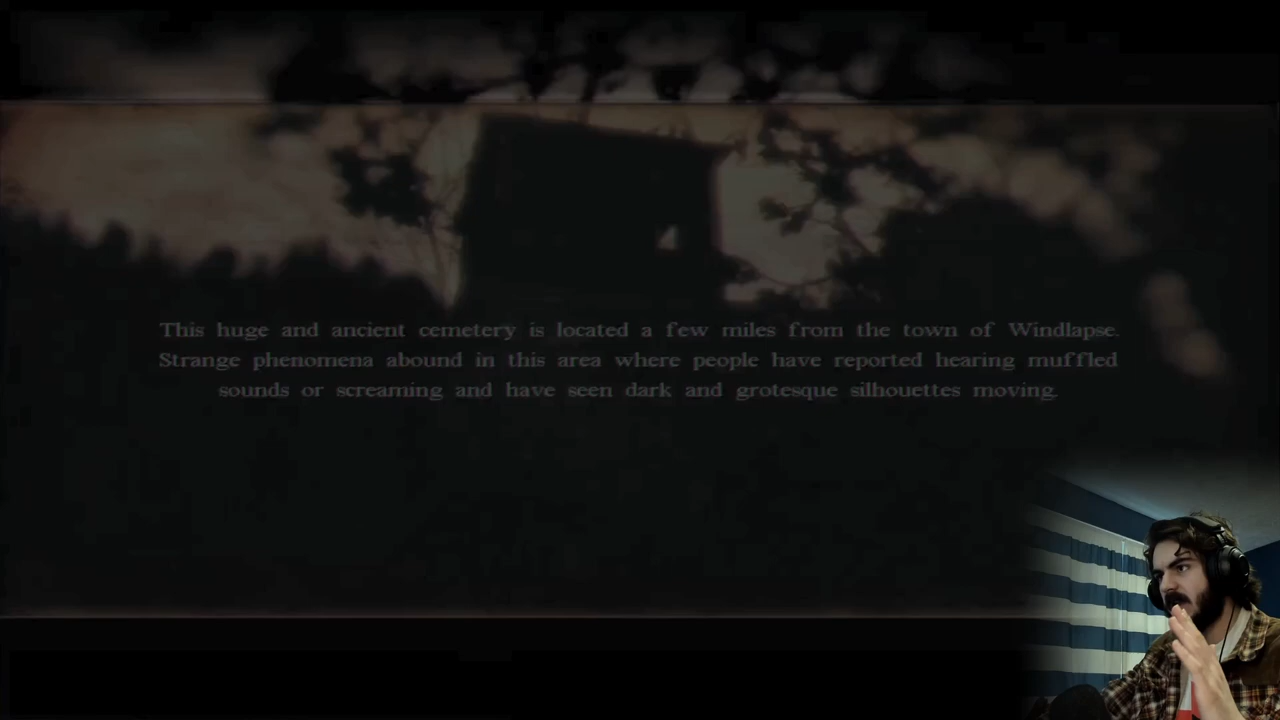 This huge and ancient cemetery is located a few miles from the town of Windlapse.
Strange phenomena abound in this area where people have reported hearing muffled
sounds or screaming and have seen dark and grotesque silhouettes moving.